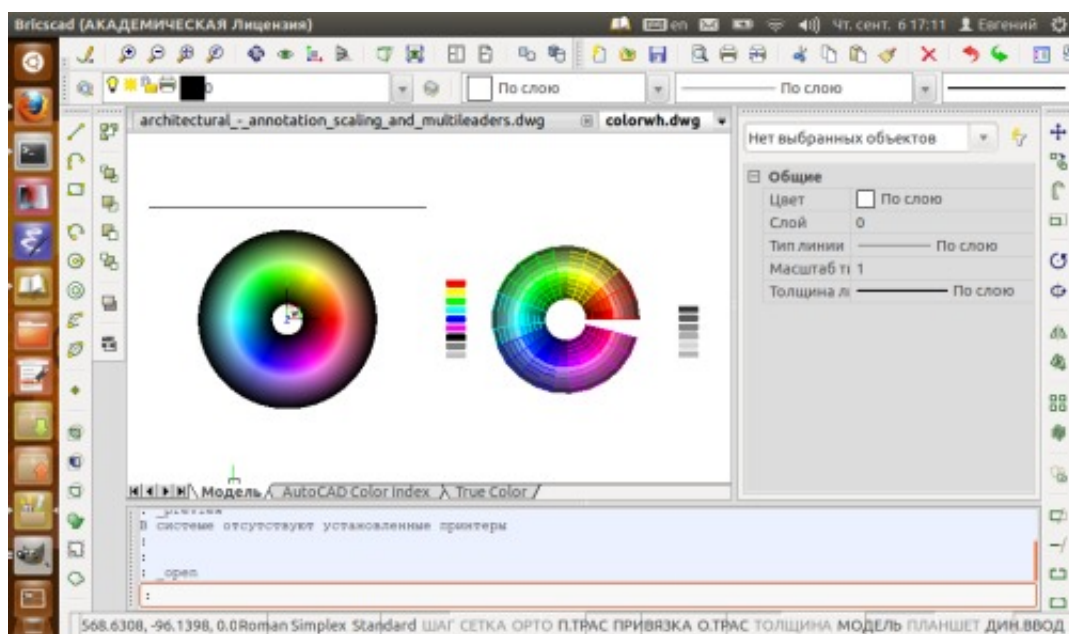 Bricscad (АКАДЕМИЧЕСКАЯ Лицензия) en Чт. сент. 6 17:11 Евгений
0 По слою По слою
architectural_-_annotation_scaling_and_multileaders.dwg colorwh.dwg
Нет выбранных объектов
Общие
Цвет По слою
Слой 0
Тип линии По слою
Масштаб ти 1
Толщина л По слою
Модель AutoCAD Color Index True Color
: _preview
В системе отсутствуют установленные принтеры
:
:
: _open
:
568.6308, -96.1398, 0.0 Roman Simplex Standard ШАГ СЕТКА ОРТО П.ТРАС ПРИВЯЗКА О.ТРАС ТОЛЩИНА МОДЕЛЬ ПЛАНШЕТ ДИН.ВВОД